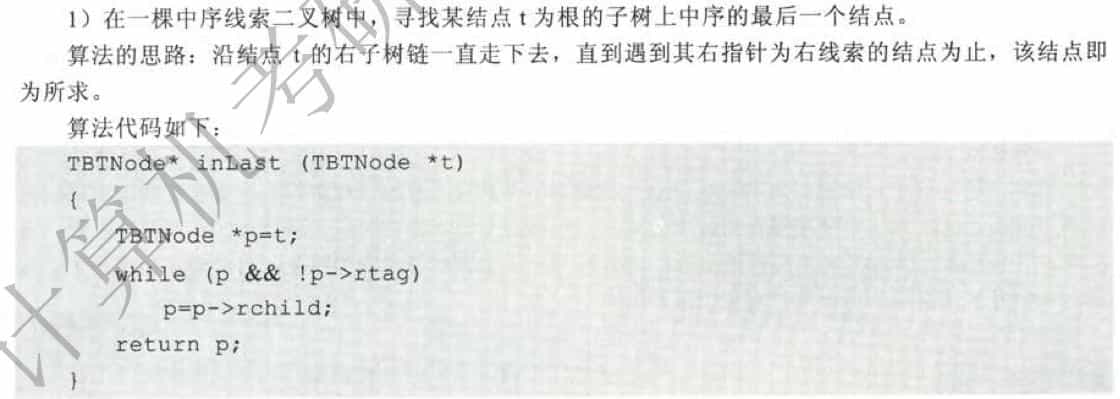 1）在一棵中序线索二叉树中，寻找某结点 t 为根的子树上中序的最后一个结点。
算法的思路：沿结点 t 的右子树链一直走下去，直到遇到其右指针为右线索的结点为止，该结点即
为所求。
算法代码如下：
TBTNode* inLast (TBTNode *t)
{
TBTNode *p=t;
while (p && !p->rtag)
p=p->rchild;
return p;
}
计算机考研